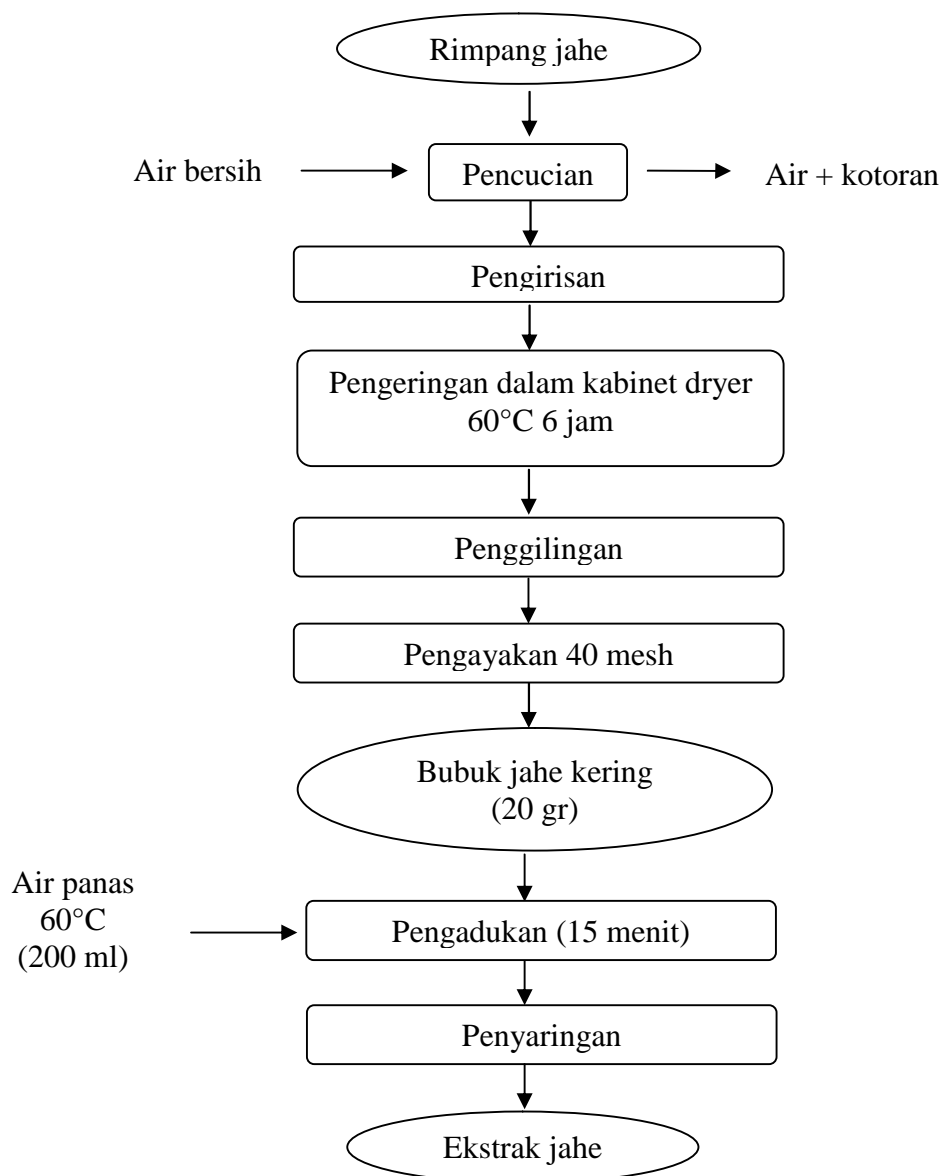 Rimpang jahe
Air bersih
Pencucian
Air + kotoran
Pengirisan
Pengeringan dalam kabinet dryer
60°C 6 jam
Penggilingan
Pengayakan 40 mesh
Bubuk jahe kering
(20 gr)
Air panas
60°C
(200 ml)
Pengadukan (15 menit)
Penyaringan
Ekstrak jahe